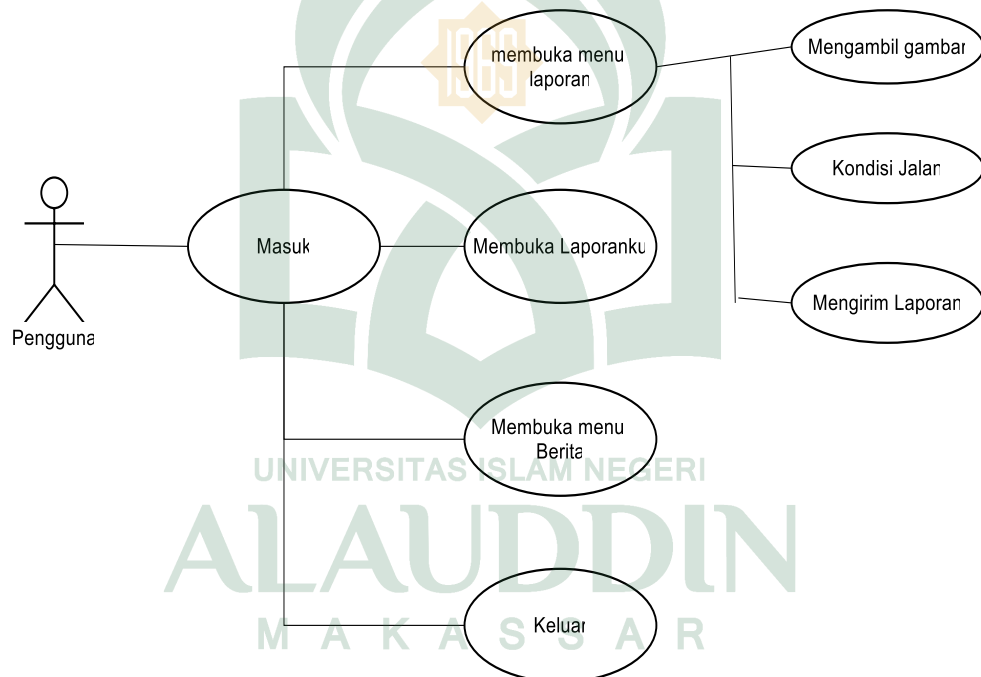 membuka menu
laporan
Mengambil gambar
Kondisi Jalan
Masuk
Membuka Laporanku
Mengirim Laporan
Pengguna
Membuka menu
Berita
UNIVERSITAS ISLAM NEGERI
ALAUDDIN
Keluar
MAKASSAR